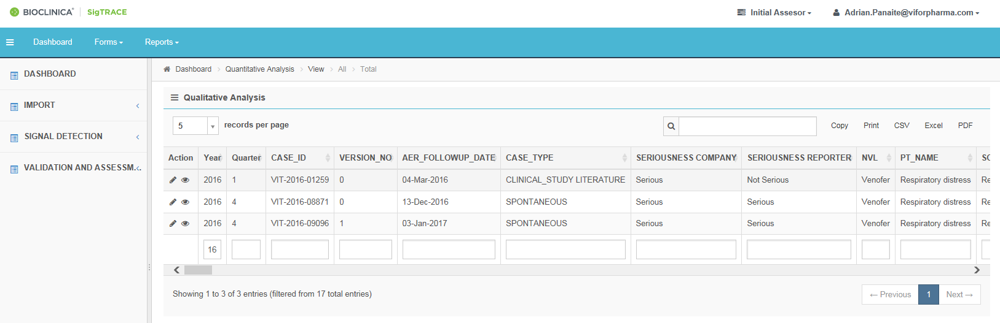 BIOCLINICA® SigTRACE Initial Assesor Adrian.Panaite@viforpharma.com
Dashboard Forms Reports
DASHBOARD
IMPORT
SIGNAL DETECTION
VALIDATION AND ASSESSM...
Dashboard > Quantitative Analysis > View > All > Total
Qualitative Analysis
5 records per page Copy Print CSV Excel PDF
Action Year Quarter CASE_ID VERSION_NO AER_FOLLOWUP_DATE CASE_TYPE SERIOUSNESS COMPANY SERIOUSNESS REPORTER NVL PT_NAME SO
2016 1 VIT-2016-01259 0 04-Mar-2016 CLINICAL_STUDY LITERATURE Serious Not Serious Venofer Respiratory distress Re
2016 4 VIT-2016-08871 0 13-Dec-2016 SPONTANEOUS Serious Serious Venofer Respiratory distress Re
2016 4 VIT-2016-09096 1 03-Jan-2017 SPONTANEOUS Serious Serious Venofer Respiratory distress Re
16
Showing 1 to 3 of 3 entries (filtered from 17 total entries) ← Previous 1 Next →